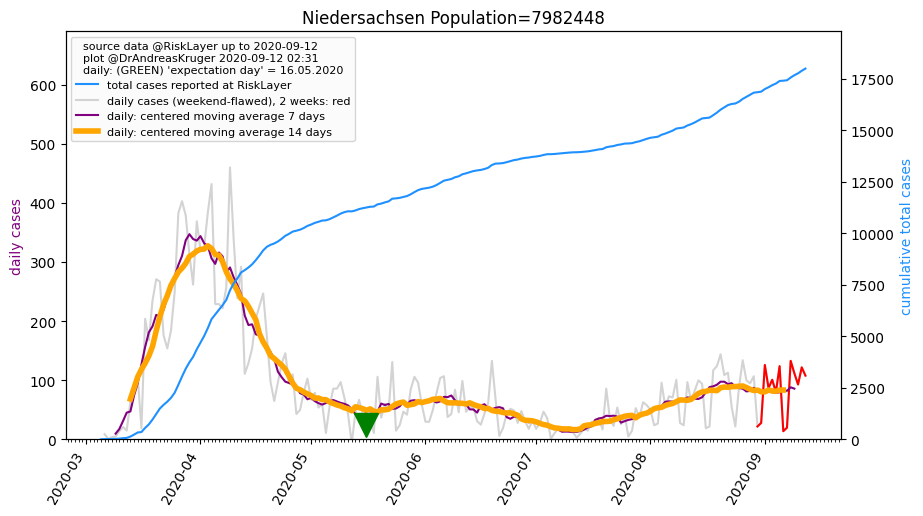 Niedersachsen Population=7982448
source data @RiskLayer up to 2020-09-12
plot @DrAndreasKruger 2020-09-12 02:31
daily: (GREEN) 'expectation day' = 16.05.2020
total cases reported at RiskLayer
daily cases (weekend-flawed), 2 weeks: red
daily: centered moving average 7 days
daily: centered moving average 14 days
daily cases
600
500
400
300
200
100
0
17500
15000
12500
10000
7500
5000
2500
0
cumulative total cases
2020-03
2020-04
2020-05
2020-06
2020-07
2020-08
2020-09